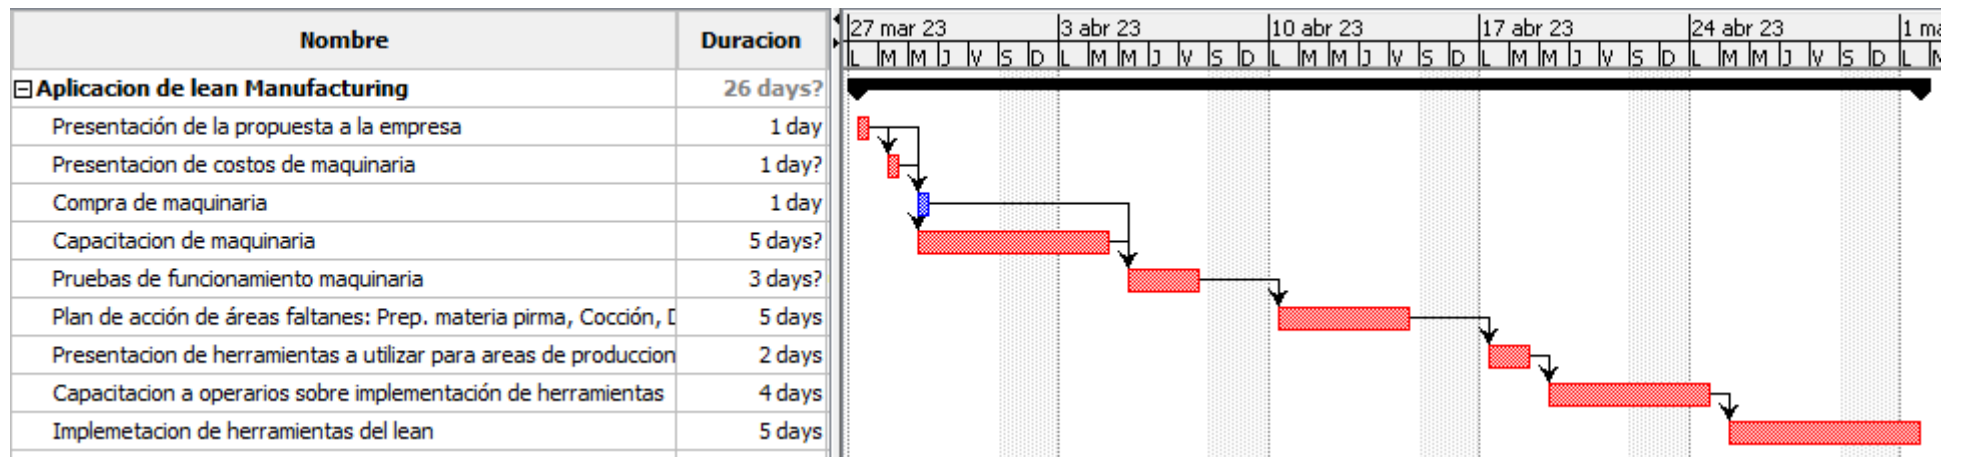 Nombre Duracion 27 mar 23 3 abr 23 10 abr 23 17 abr 23 24 abr 23 1
L M M J V S D L M M J V S D L M M J V S D L M M J V S D L M M J V S D L
Aplicacion de lean Manufacturing 26 days?
Presentación de la propuesta a la empresa 1 day
Presentacion de costos de maquinaria 1 day?
Compra de maquinaria 1 day
Capacitacion de maquinaria 5 days?
Pruebas de funcionamiento maquinaria 3 days?
Plan de acción de áreas faltanes: Prep. materia pirma, Cocción, 5 days
Presentacion de herramientas a utilizar para areas de produccion 2 days
Capacitacion a operarios sobre implementación de herramientas 4 days
Implemetacion de herramientas del lean 5 days